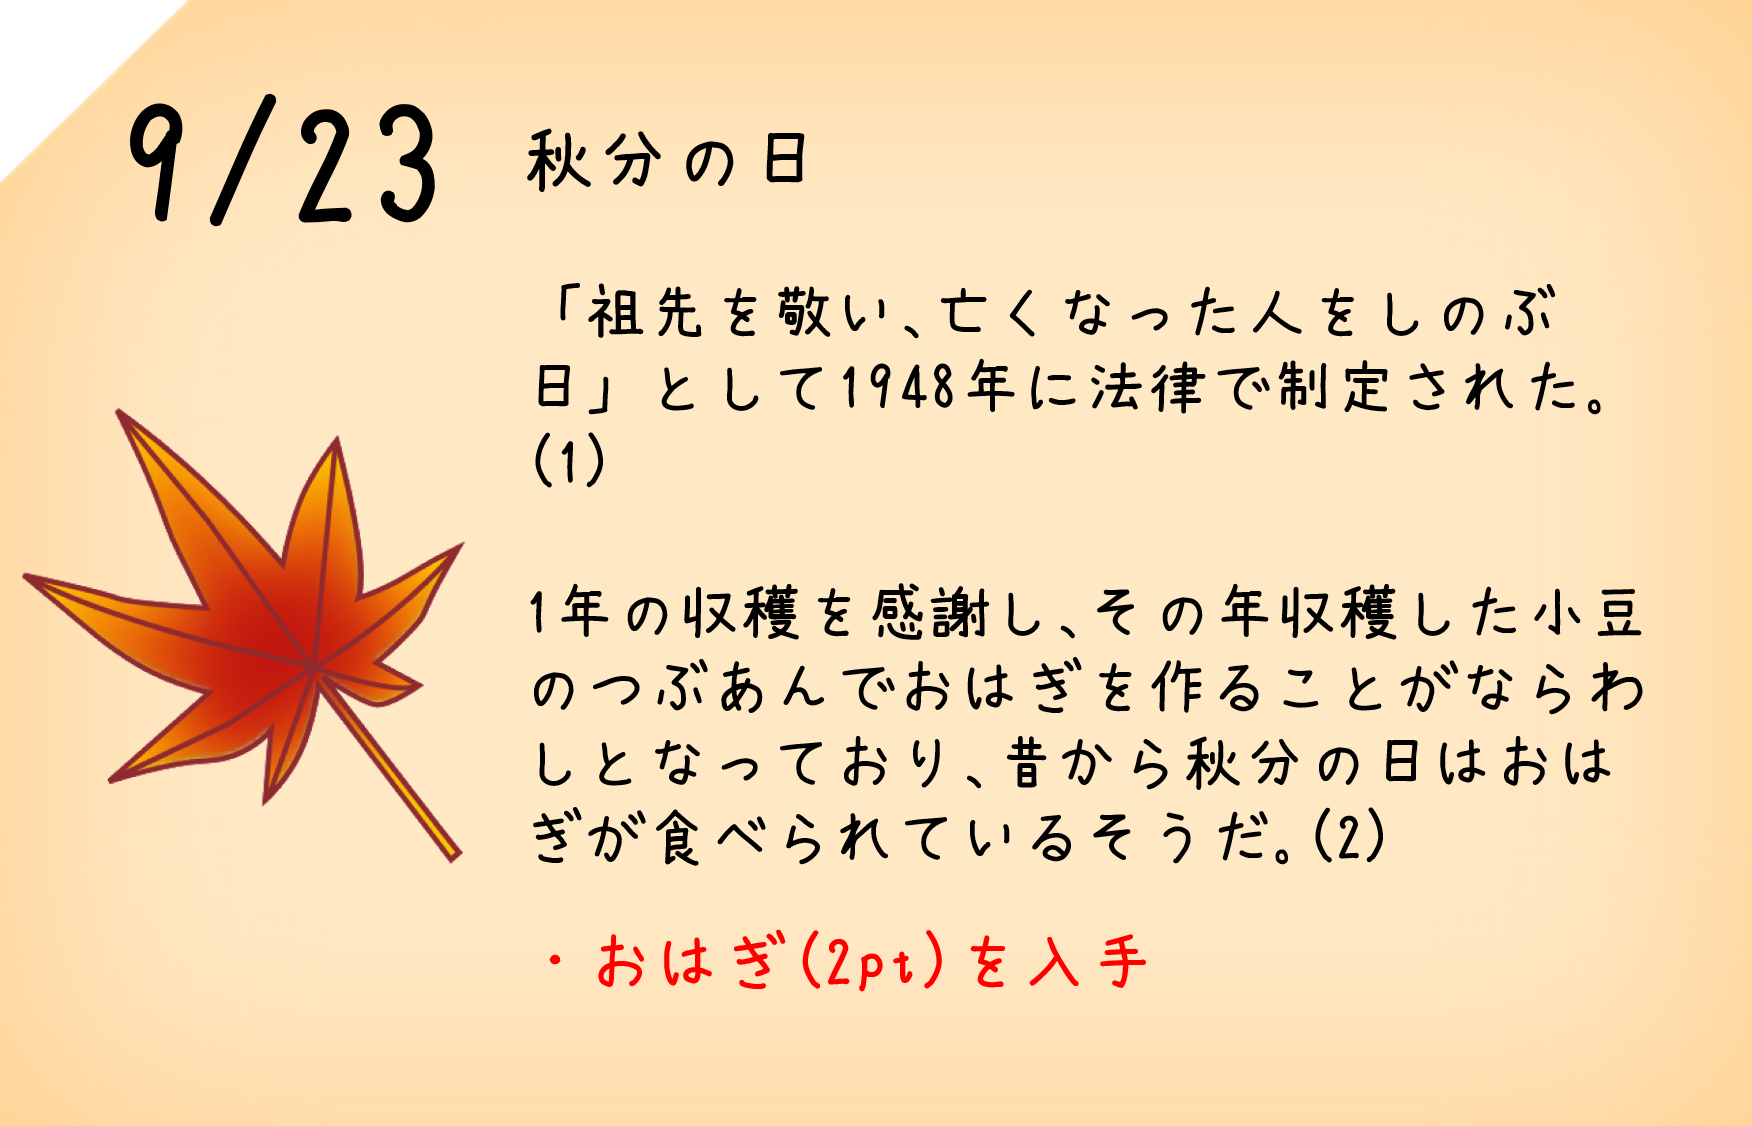 9/23 秋分の日
「祖先を敬い、亡くなった人をしのぶ
日」として1948年に法律で制定された。
(1)
1年の収穫を感謝し、その年収穫した小豆
のつぶあんでおはぎを作ることがならわ
しとなっており、昔から秋分の日はおは
ぎが食べられているそうだ。(2)
・おはぎ(2pt)を入手